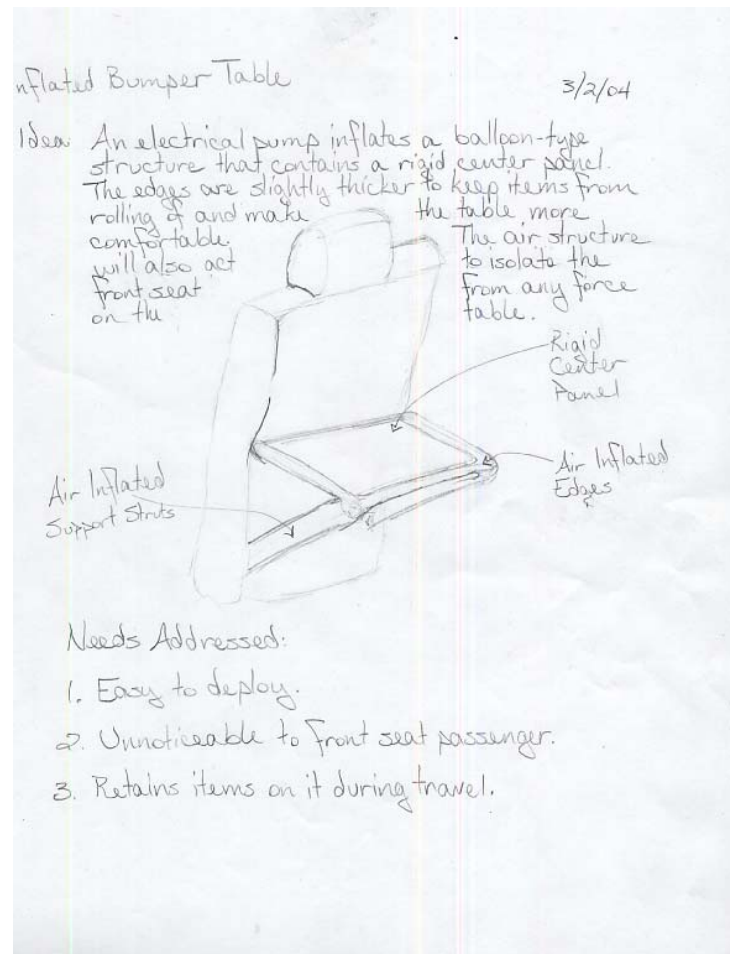 nflated Bumper Table
3/2/04
Idea: An electrical pump inflates a balloon-type
structure that contains a rigid center panel.
The edges are slightly thicker to keep items from
rolling of and make the table more
comfortable. The air structure
will also act to isolate the
front seat from any force
on the table.
Rigid
Center
Panel
Air Inflated
Edges
Air Inflated
Support Struts
Needs Addressed:
1. Easy to deploy.
2. Unnoticeable to front seat passenger.
3. Retains items on it during travel.